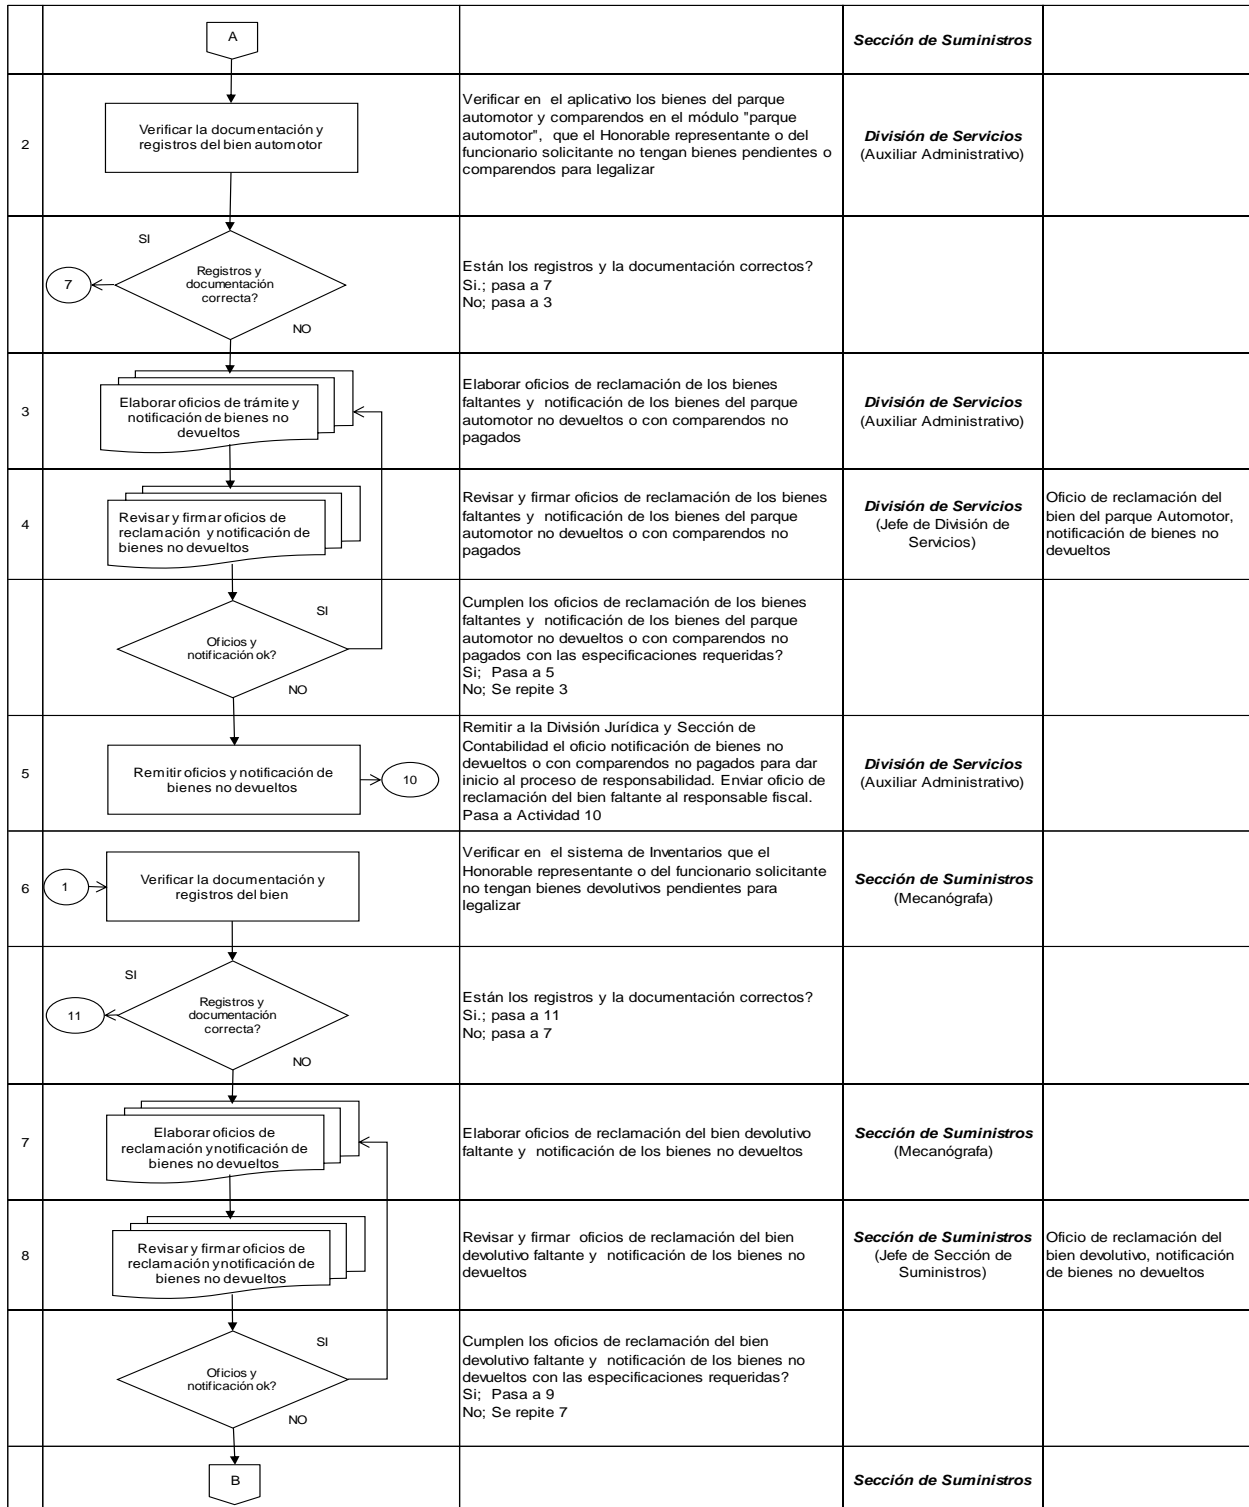 A
Sección de Suministros
2
Verificar la documentación y
registros del bien automotor
Verificar en  el aplicativo los bienes del parque
automotor y comparendos en el módulo "parque
automotor",  que el Honorable representante o del
funcionario solicitante no tengan bienes pendientes o
comparendos para legalizar
División de Servicios
(Auxiliar Administrativo)
SI
7
Registros y
documentación
correcta?
NO
Están los registros y la documentación correctos?
Si.; pasa a 7
No; pasa a 3
3
Elaborar oficios de trámite y
notificación de bienes no
devueltos
Elaborar oficios de reclamación de los bienes
faltantes y  notificación de los bienes del parque
automotor no devueltos o con comparendos no
pagados
División de Servicios
(Auxiliar Administrativo)
4
Revisar y firmar oficios de
reclamación  y notificación de
bienes no devueltos
Revisar y firmar oficios de reclamación de los bienes
faltantes y  notificación de los bienes del parque
automotor no devueltos o con comparendos no
pagados
División de Servicios
(Jefe de División de
Servicios)
Oficio de reclamación del
bien del parque Automotor,
notificación de bienes no
devueltos
SI
Oficios y
notificación ok?
NO
Cumplen los oficios de reclamación de los bienes
faltantes y  notificación de los bienes del parque
automotor no devueltos o con comparendos no
pagados con las especificaciones requeridas?
Si;  Pasa a 5
No; Se repite 3
5
Remitir oficios y notificación de
bienes no devueltos
10
Remitir a la División Jurídica y Sección de
Contabilidad el oficio notificación de bienes no
devueltos o con comparendos no pagados para dar
inicio al proceso de responsabilidad. Enviar oficio de
reclamación del bien faltante al responsable fiscal.
Pasa a Actividad 10
División de Servicios
(Auxiliar Administrativo)
6
1
Verificar la documentación y
registros del bien
Verificar en  el sistema de Inventarios que el
Honorable representante o del funcionario solicitante
no tengan bienes devolutivos pendientes para
legalizar
Sección de Suministros
(Mecanógrafa)
SI
11
Registros y
documentación
correcta?
NO
Están los registros y la documentación correctos?
Si.; pasa a 11
No; pasa a 7
7
Elaborar oficios de
reclamación y notificación de
bienes no devueltos
Elaborar oficios de reclamación del bien devolutivo
faltante y  notificación de los bienes no devueltos
Sección de Suministros
(Mecanógrafa)
8
Revisar y firmar oficios de
reclamación y notificación de
bienes no devueltos
Revisar y firmar  oficios de reclamación del bien
devolutivo faltante y  notificación de los bienes no
devueltos
Sección de Suministros
(Jefe de Sección de
Suministros)
Oficio de reclamación del
bien devolutivo, notificación
de bienes no devueltos
SI
Oficios y
notificación ok?
NO
Cumplen los oficios de reclamación del bien
devolutivo faltante y  notificación de los bienes no
devueltos con las especificaciones requeridas?
Si;  Pasa a 9
No; Se repite 7
B
Sección de Suministros